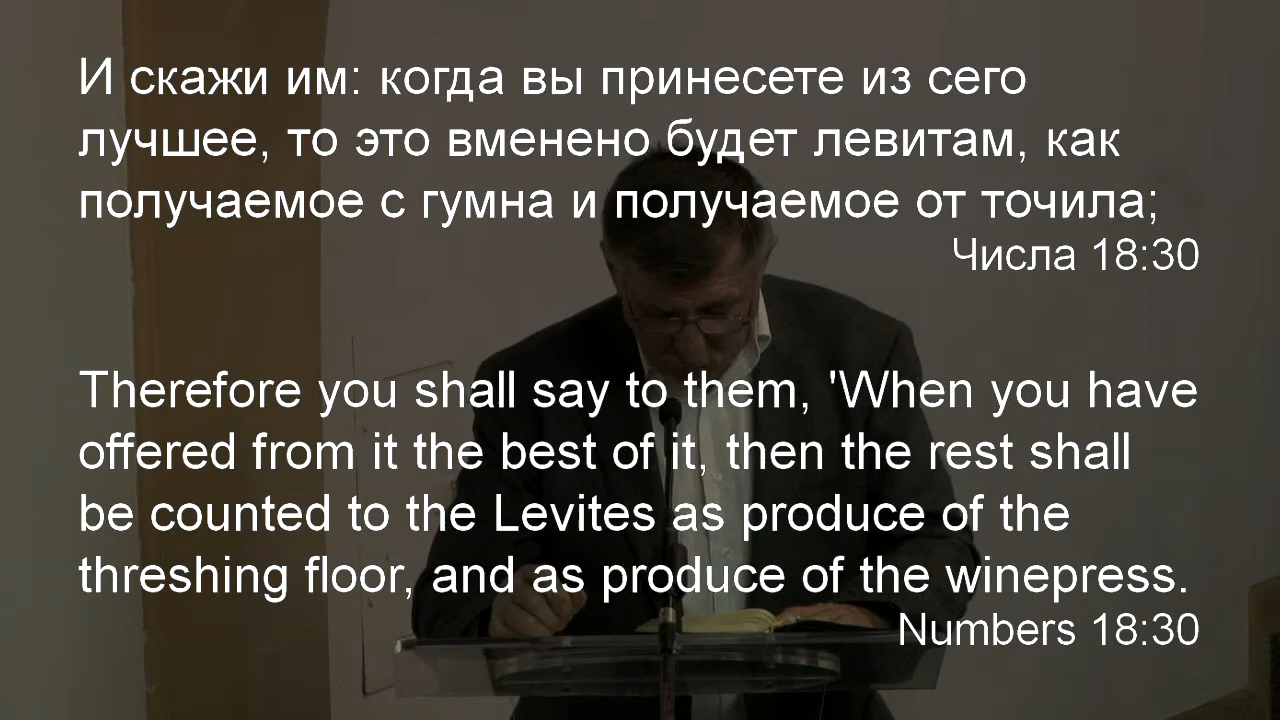 И скажи им: когда вы принесете из сего
лучшее, то это вменено будет левитам, как
получаемое с гумна и получаемое от точила;
Числа 18:30
Therefore you shall say to them, 'When you have
offered from it the best of it, then the rest shall
be counted to the Levites as produce of the
threshing floor, and as produce of the winepress.
Numbers 18:30